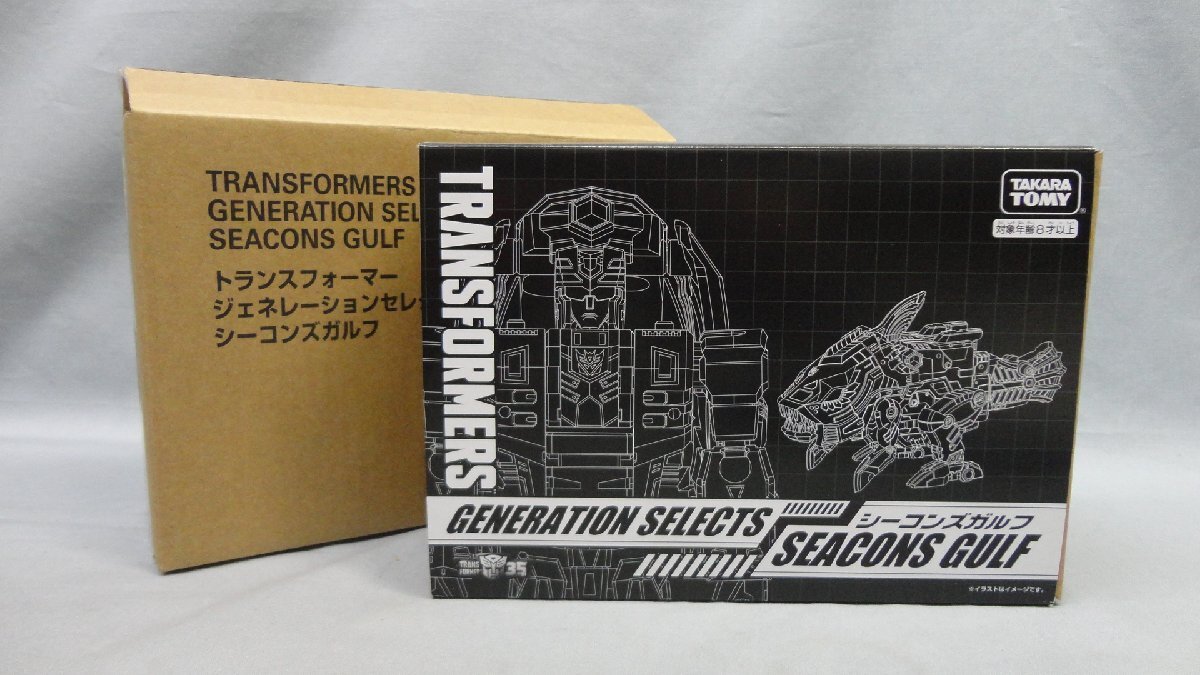 TRANSFORMERS
GENERATION SEL
SEACONS GULF
トランスフォーマー
ジェネレーションセレ
シーコンズガルフ
TRANSFORMERS
TAKARA
TOMY
®
対象年齢8才以上
GENERATION SELECTS
シーコンズガルフ
SEACONS GULF
TRANS
FORMERS
35
※イラストはイメージです。